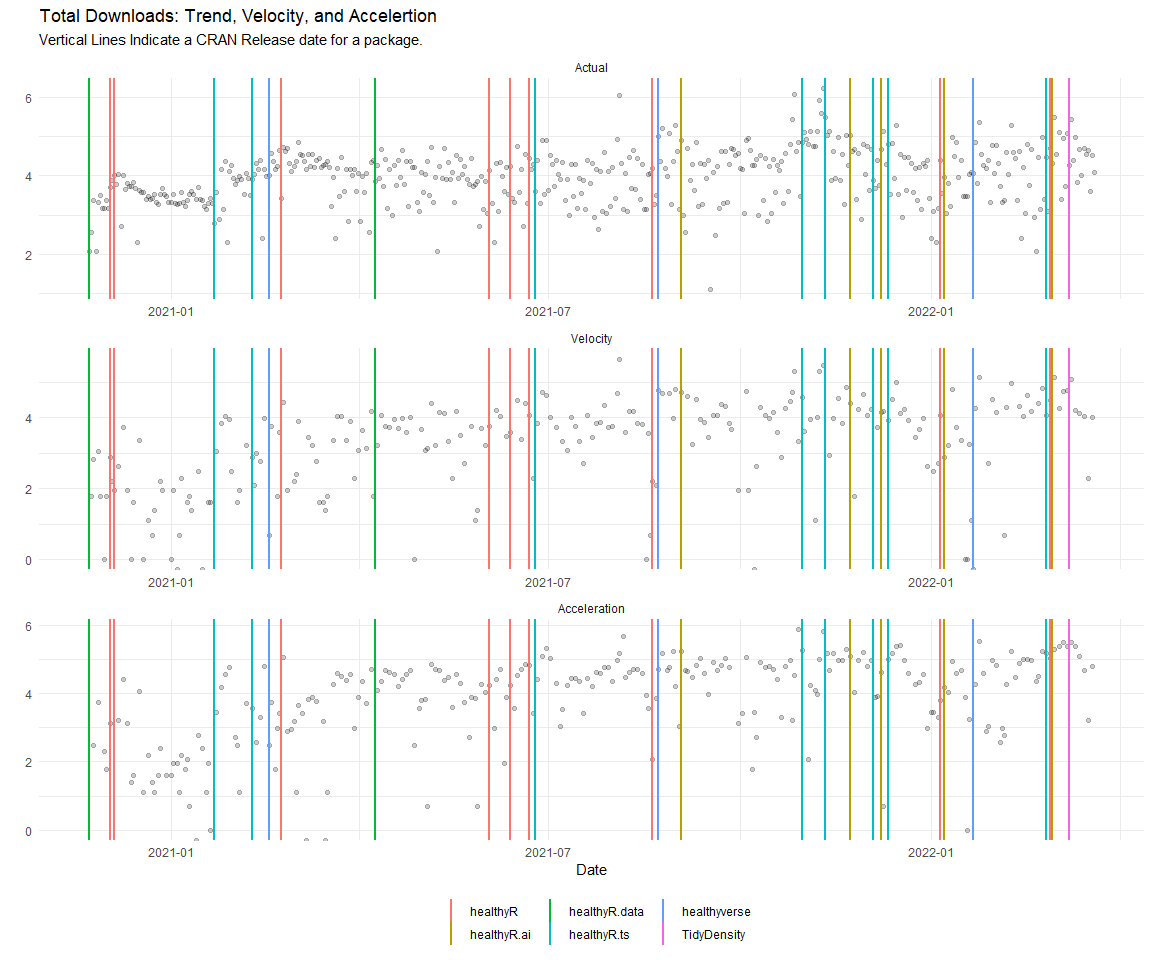 Total Downloads: Trend, Velocity, and Accelertion
Vertical Lines Indicate a CRAN Release date for a package.
Actual
6
4
2
2021-01 2021-07 2022-01
Velocity
4
2
0
2021-01 2021-07 2022-01
Acceleration
6
4
2
0
2021-01 2021-07 2022-01
Date
healthyR healthyR.data healthyverse
healthyR.ai healthyR.ts TidyDensity